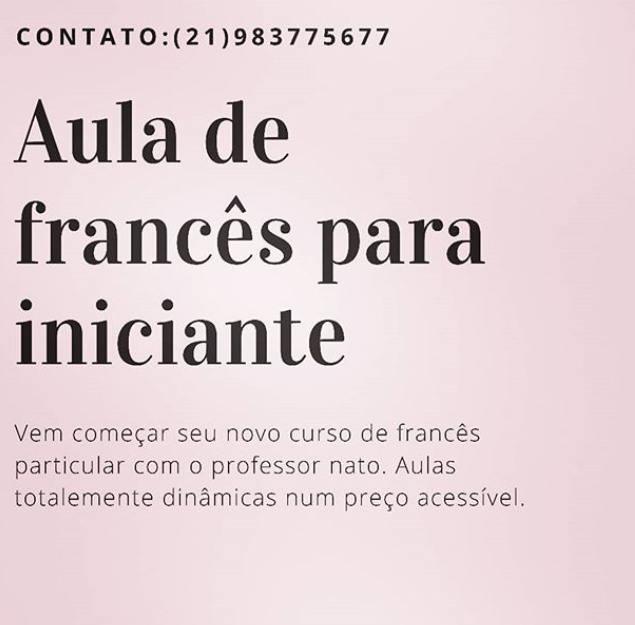 CONTATO:(21)983775677
Aula de
francês para
iniciante
Vem começar seu novo curso de francês
particular com o professor nato. Aulas
totalemente dinâmicas num preço acessível.